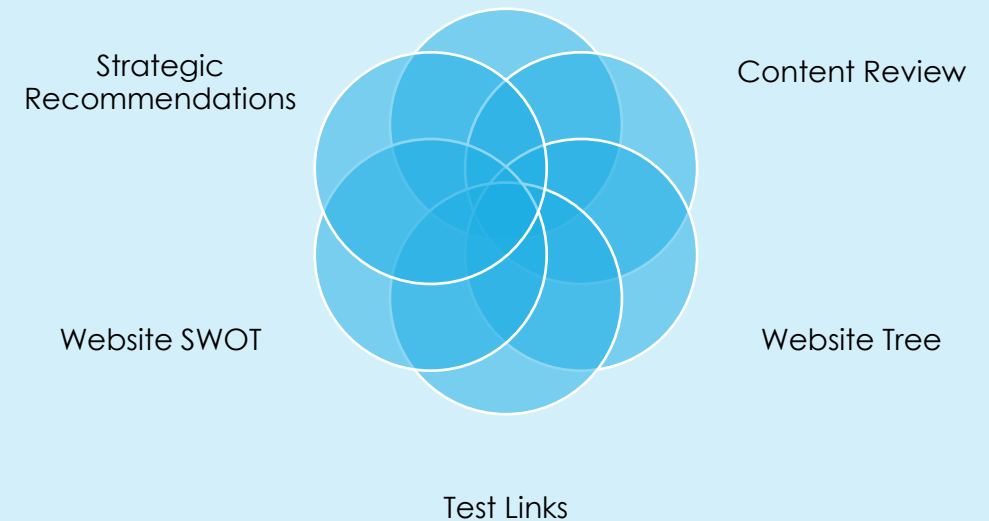 Strategic
Recommendations
Content Review
Website SWOT
Website Tree
Test Links